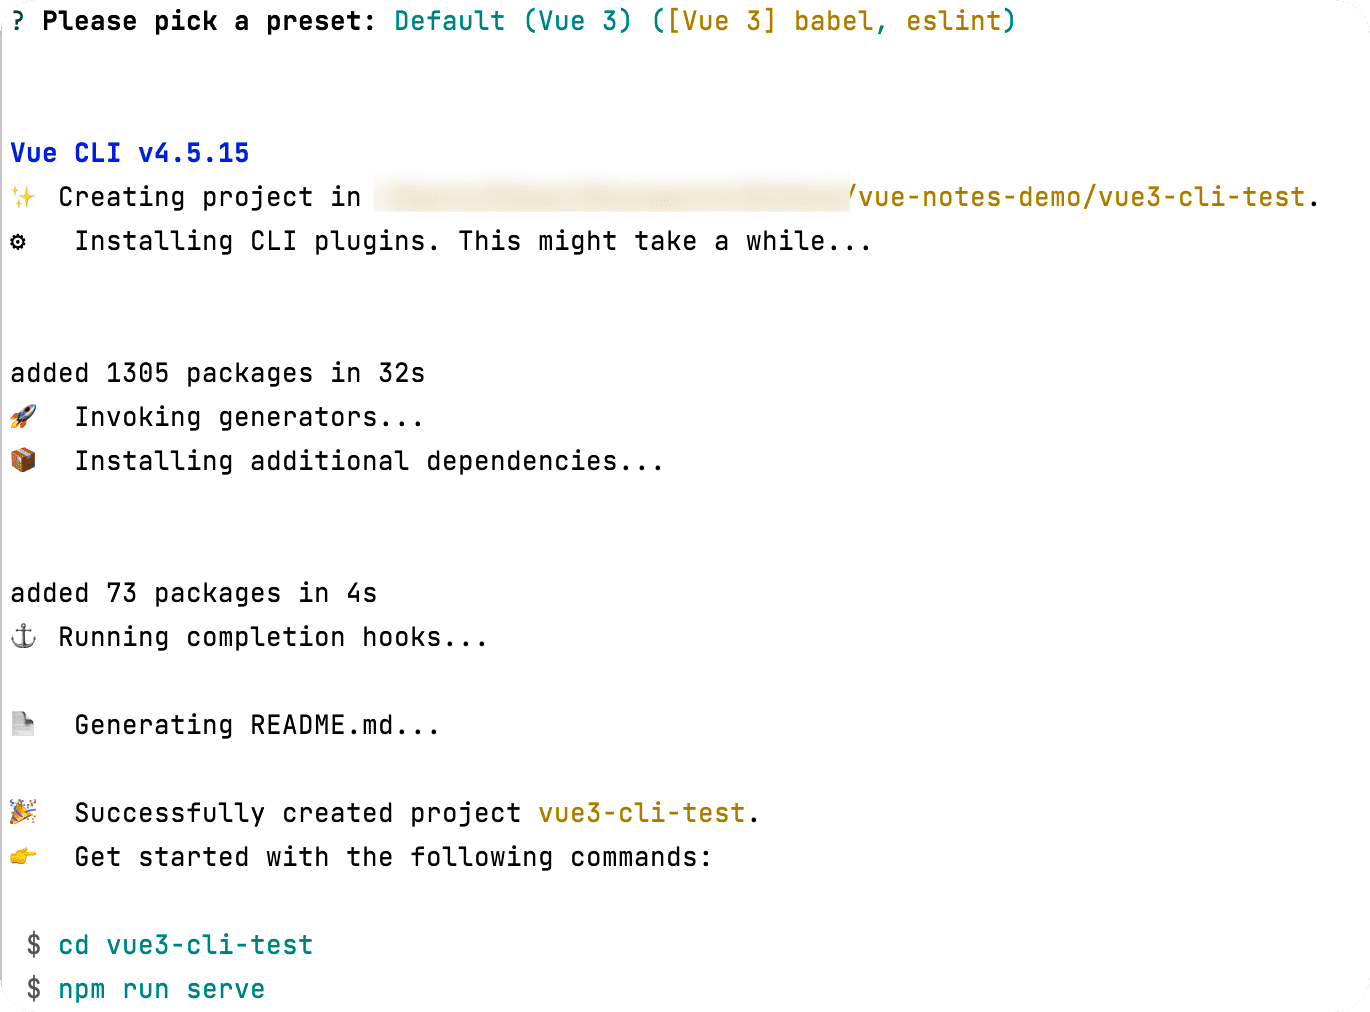 ? Please pick a preset: Default (Vue 3) ([Vue 3] babel, eslint)
Vue CLI v4.5.15
✨ Creating project in /vue-notes-demo/vue3-cli-test.
⚙ Installing CLI plugins. This might take a while...
added 1305 packages in 32s
🚀 Invoking generators...
📦 Installing additional dependencies...
added 73 packages in 4s
⚓ Running completion hooks...
📄 Generating README.md...
🎉 Successfully created project vue3-cli-test.
👉 Get started with the following commands:
$ cd vue3-cli-test
$ npm run serve